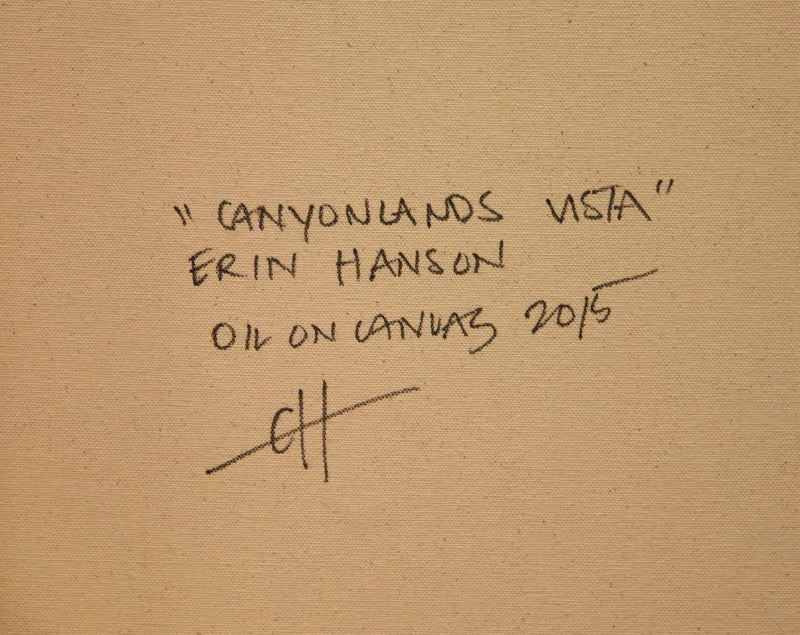 "CANYONLANDS VISTA"
ERIN HANSON
OIL ON CANVAS 2015
EH